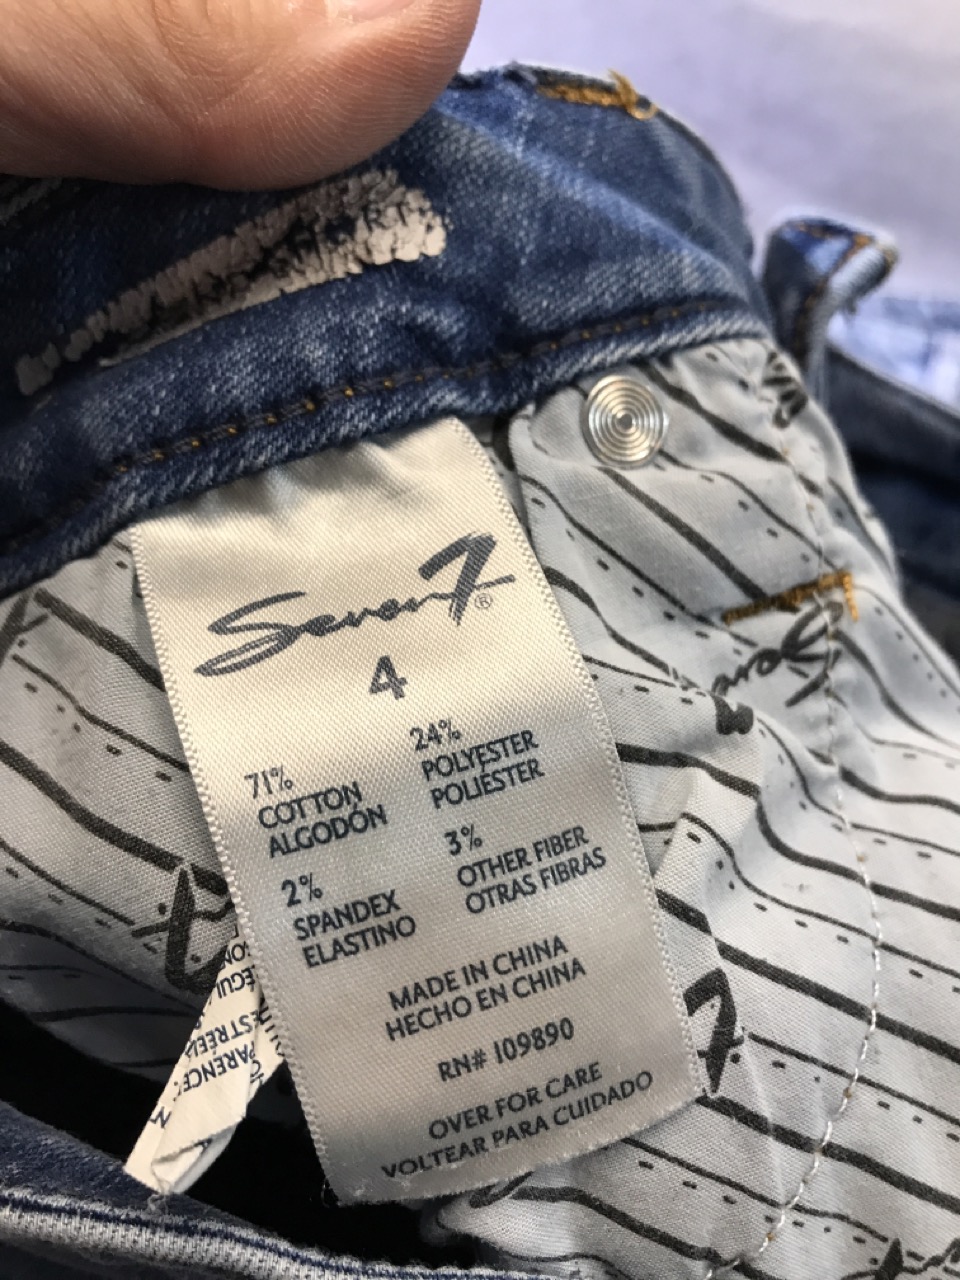 Seven7®
4
71%
COTTON
ALGODÓN
24%
POLYESTER
POLIÉSTER
2%
SPANDEX
ELASTINO
3%
OTHER FIBER
OTRAS FIBRAS
MADE IN CHINA
HECHO EN CHINA
RN# 109890
OVER FOR CARE
VOLTEAR PARA CUIDADO